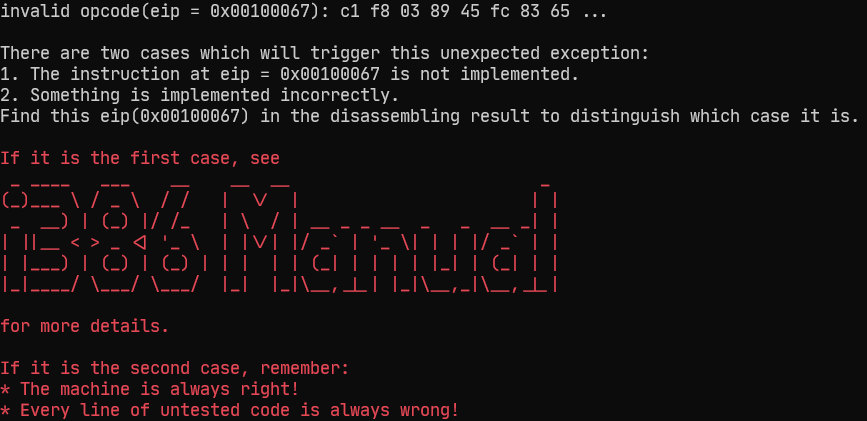 invalid opcode(eip = 0x00100067): c1 f8 03 89 45 fc 83 65 ...
There are two cases which will trigger this unexpected exception:
1. The instruction at eip = 0x00100067 is not implemented.
2. Something is implemented incorrectly.
Find this eip(0x00100067) in the disassembling result to distinguish which case it is.
If it is the first case, see
i386 Manual
for more details.
If it is the second case, remember:
* The machine is always right!
* Every line of untested code is always wrong!